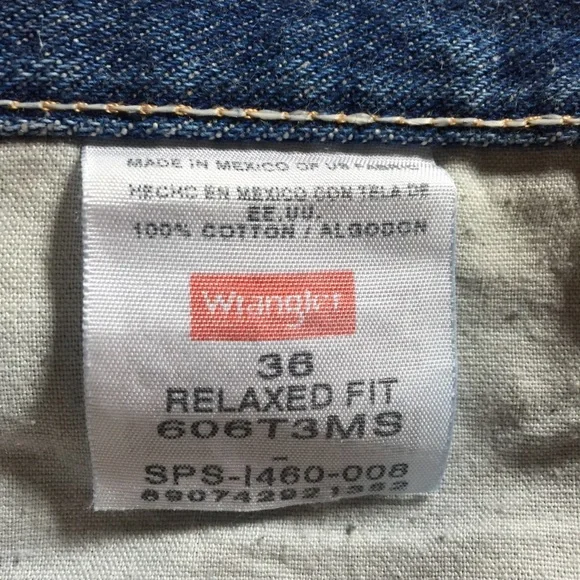 MADE IN MEXICO OF US FABRIC
HECHO EN MEXICO CON TELA DE
EE.UU.
100% COTTON / ALGODON
Wrangler
36
RELAXED FIT
606T3MS
-
SPS-1460-008